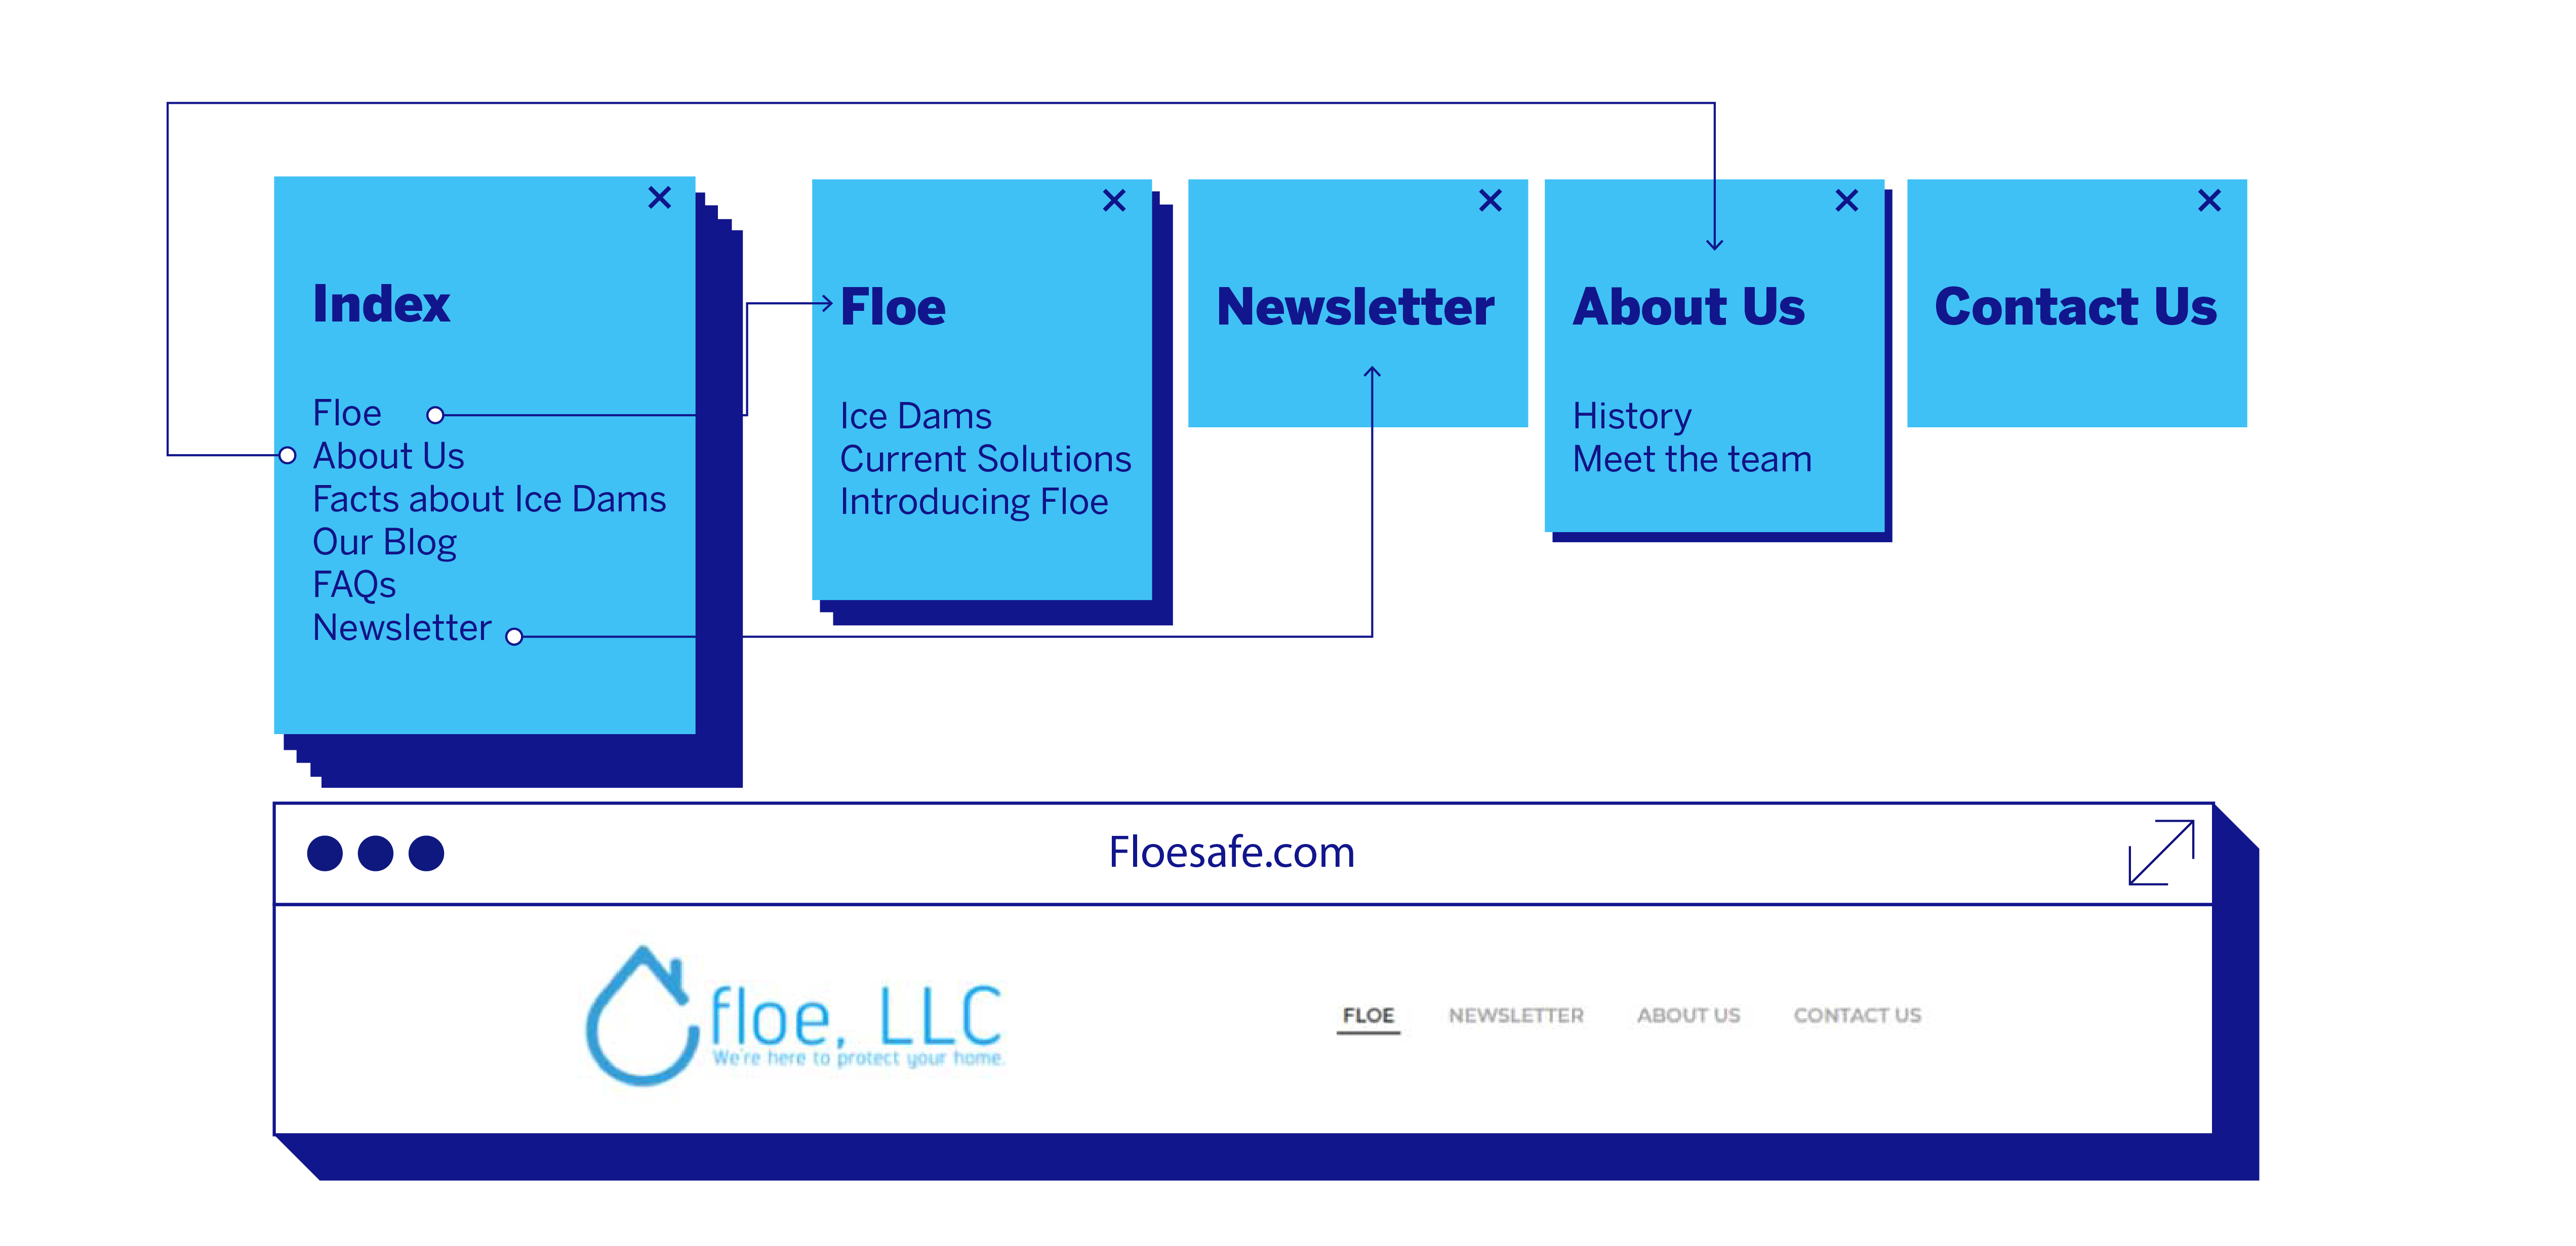 Index
Floe
About Us
Facts about Ice Dams
Our Blog
FAQs
Newsletter
Floe
Ice Dams
Current Solutions
Introducing Floe
Newsletter
About Us
History
Meet the team
Contact Us
Floesafe.com
floe, LLC
We're here to protect your home.
FLOE NEWSLETTER ABOUT US CONTACT US